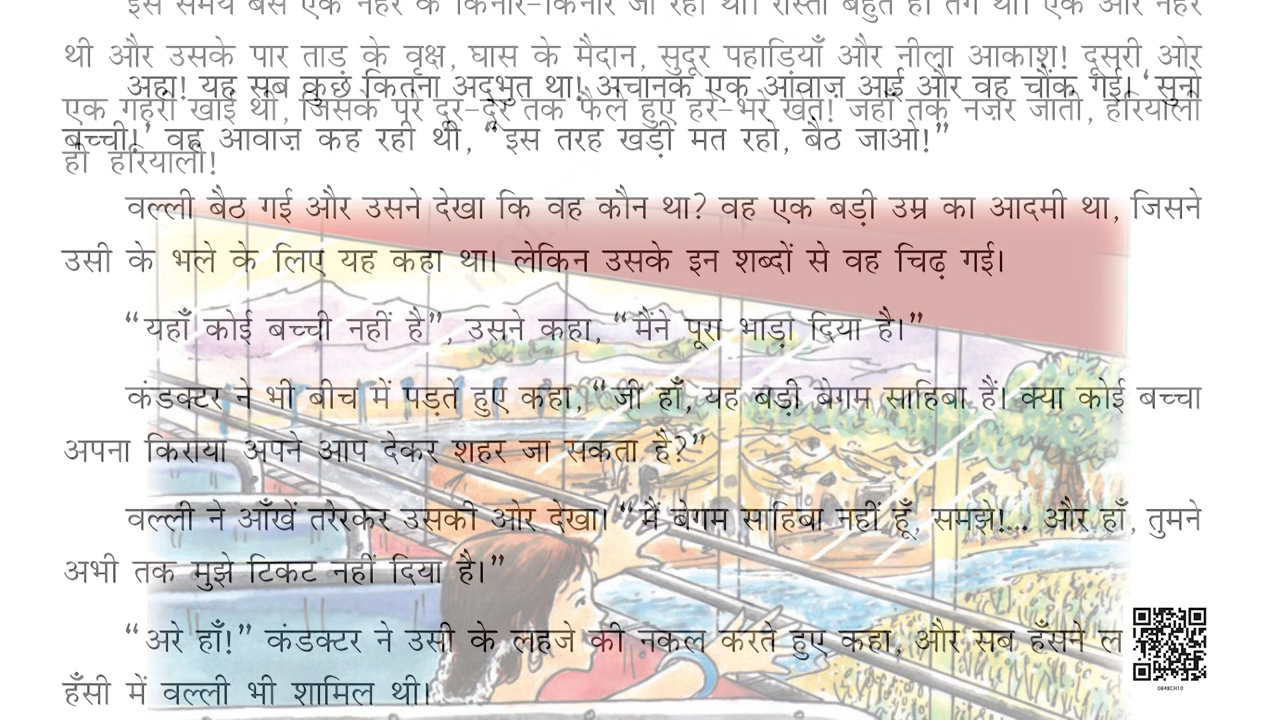 इस समय बस एक नहर के किनारे-किनारे जा रही थी। रास्ता बहुत ही तंग था। एक ओर नहर
थी और उसके पार ताड़ के वृक्ष, घास के मैदान, सुदूर पहाड़ियाँ और नीला आकाश! दूसरी ओर
एक गहरी खाई थी, जिसके परे दूर-दूर तक फैले हुए हरे-भरे खेत! जहाँ तक नज़र जाती, हरियाली
ही हरियाली!
अहा! यह सब कुछ कितना अद्भुत था! अचानक एक आवाज़ आई और वह चौंक गई। ‘सुनो
बच्ची!’ वह आवाज़ कह रही थी, “इस तरह खड़ी मत रहो, बैठ जाओ!”
वल्ली बैठ गई और उसने देखा कि वह कौन था? वह एक बड़ी उम्र का आदमी था, जिसने
उसी के भले के लिए यह कहा था। लेकिन उसके इन शब्दों से वह चिढ़ गई।
“यहाँ कोई बच्ची नहीं है”, उसने कहा, “मैंने पूरा भाड़ा दिया है।”
कंडक्टर ने भी बीच में पड़ते हुए कहा, “जी हाँ, यह बड़ी बेगम साहिबा हैं। क्या कोई बच्चा
अपना किराया अपने आप देकर शहर जा सकता है?”
वल्ली ने आँखें तरेरकर उसकी ओर देखा। “मैं बेगम साहिबा नहीं हूँ, समझे!... और हाँ, तुमने
अभी तक मुझे टिकट नहीं दिया है।”
“अरे हाँ!” कंडक्टर ने उसी के लहजे की नकल करते हुए कहा, और सब हँसने ल
हँसी में वल्ली भी शामिल थी।
0848CH10